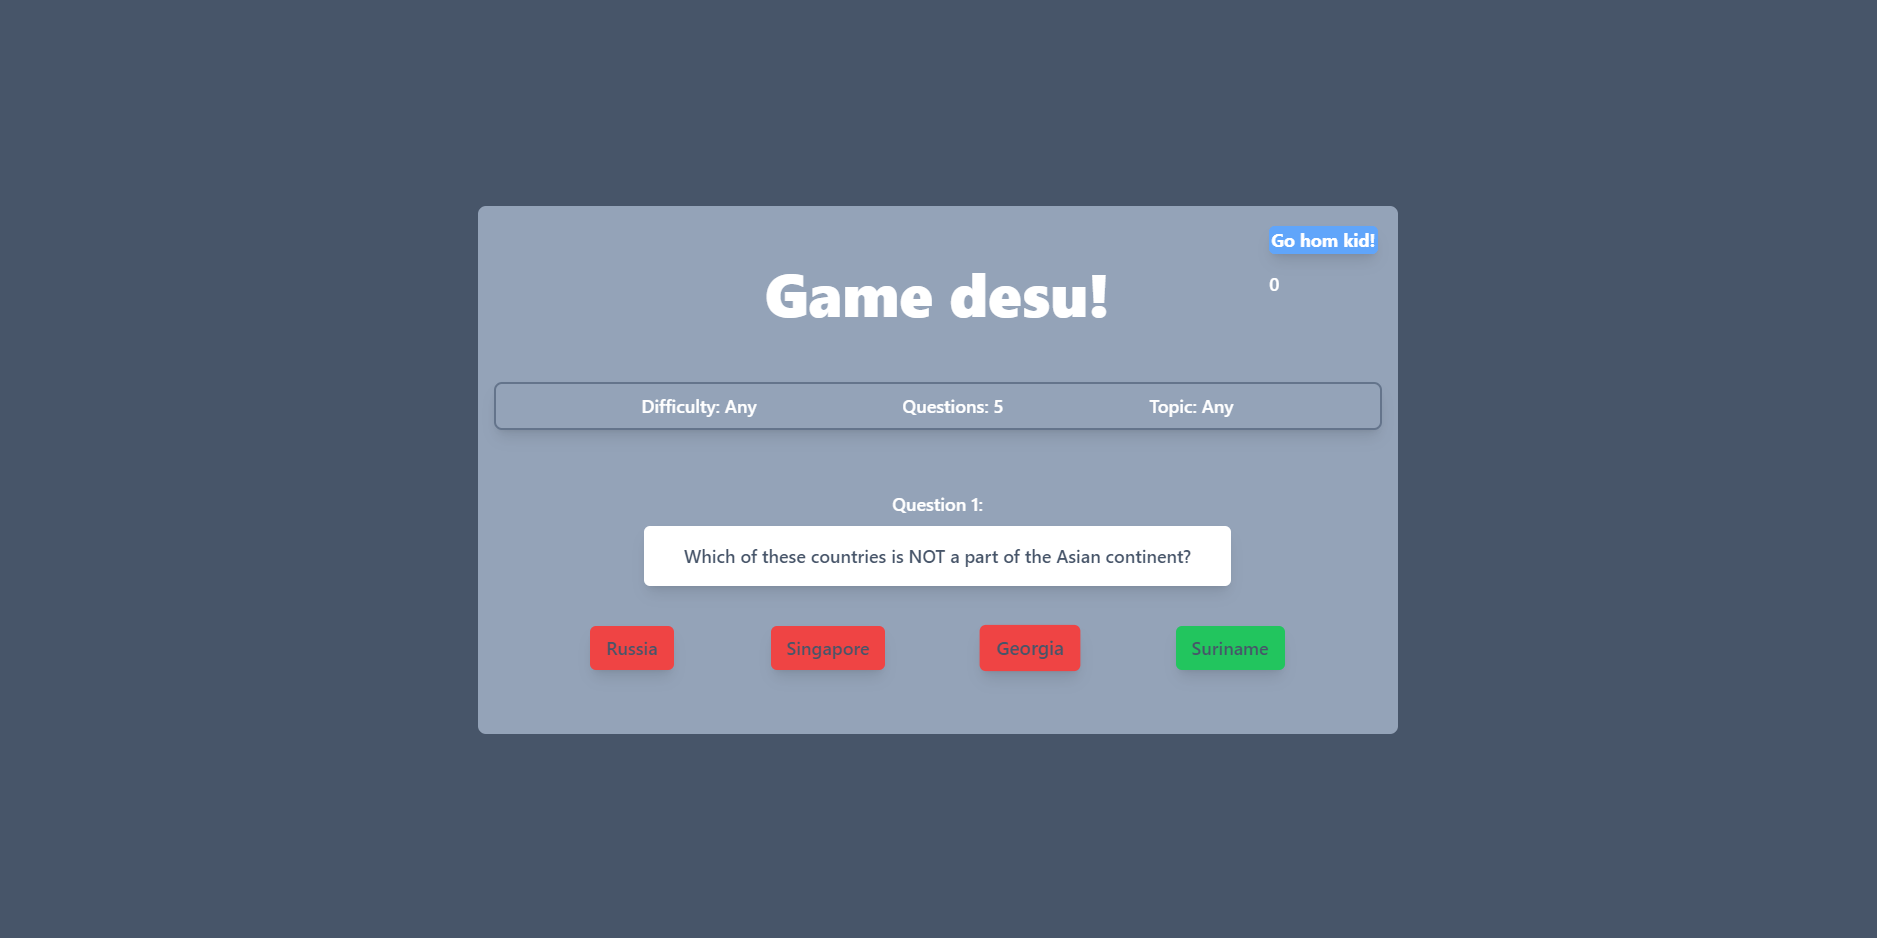 Go hom kid!
0
Game desu!
Difficulty: Any
Questions: 5
Topic: Any
Question 1:
Which of these countries is NOT a part of the Asian continent?
Russia
Singapore
Georgia
Suriname